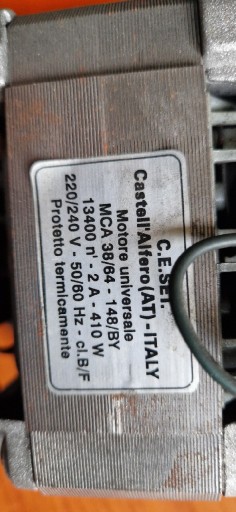 C.E.SET.
Castell'Alfero (AT) - ITALY
Motore universale
MCA 38/64 - 148/BY
13400 n' - 2 A - 410 W
220/240 V - 50/60 Hz - cl.B/F
Protetto termicamente